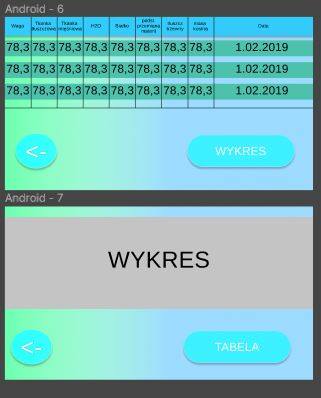 Android - 6
Waga Tkanka tłuszczowa Tkanka mięśniowa H2O Białko podst. przemiana materii tłuszcz trzewny masa kostna Data
78,3 78,3 78,3 78,3 78,3 78,3 78,3 78,3 1.02.2019
78,3 78,3 78,3 78,3 78,3 78,3 78,3 78,3 1.02.2019
78,3 78,3 78,3 78,3 78,3 78,3 78,3 78,3 1.02.2019
<- WYKRES
Android - 7
WYKRES
<- TABELA